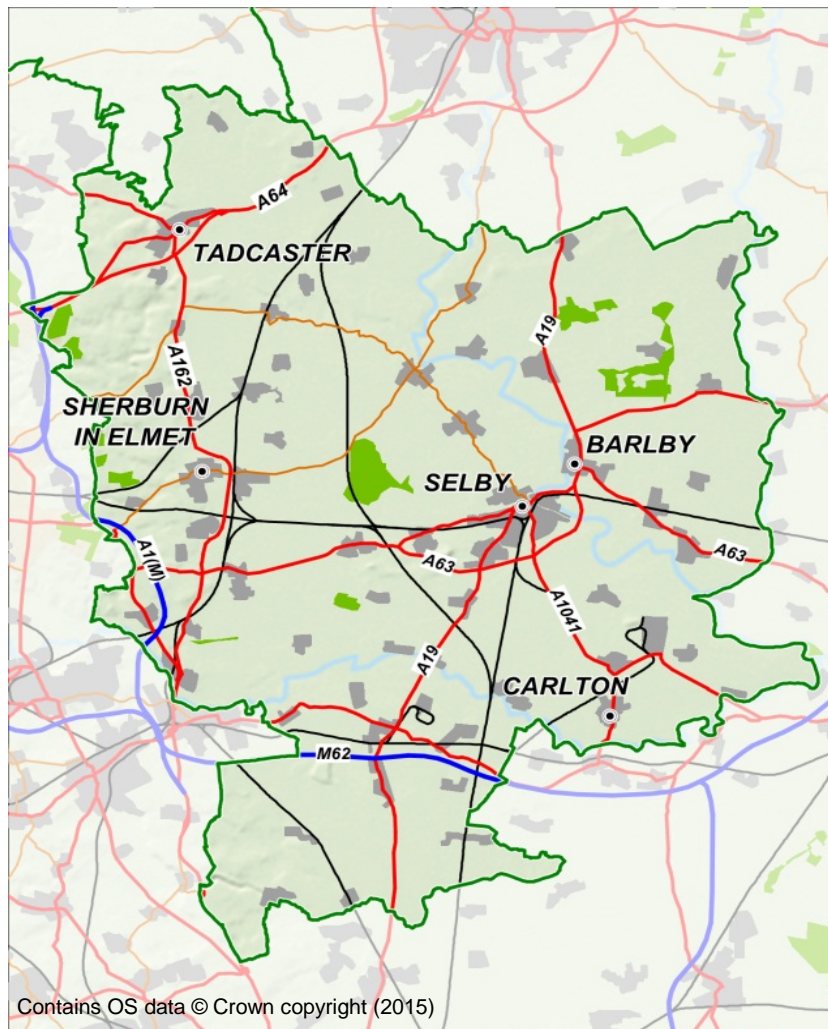 A64
TADCASTER
A19
A162
SHERBURN
IN ELMET
BARLBY
SELBY
A1(M)
A63
A63
A1041
A19
CARLTON
M62
Contains OS data © Crown copyright (2015)